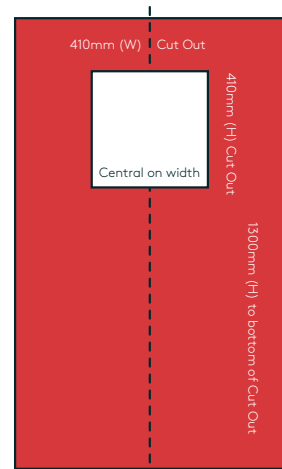 410mm (W) Cut Out
410mm (H) Cut Out
Central on width
1300mm (H) to bottom of Cut Out